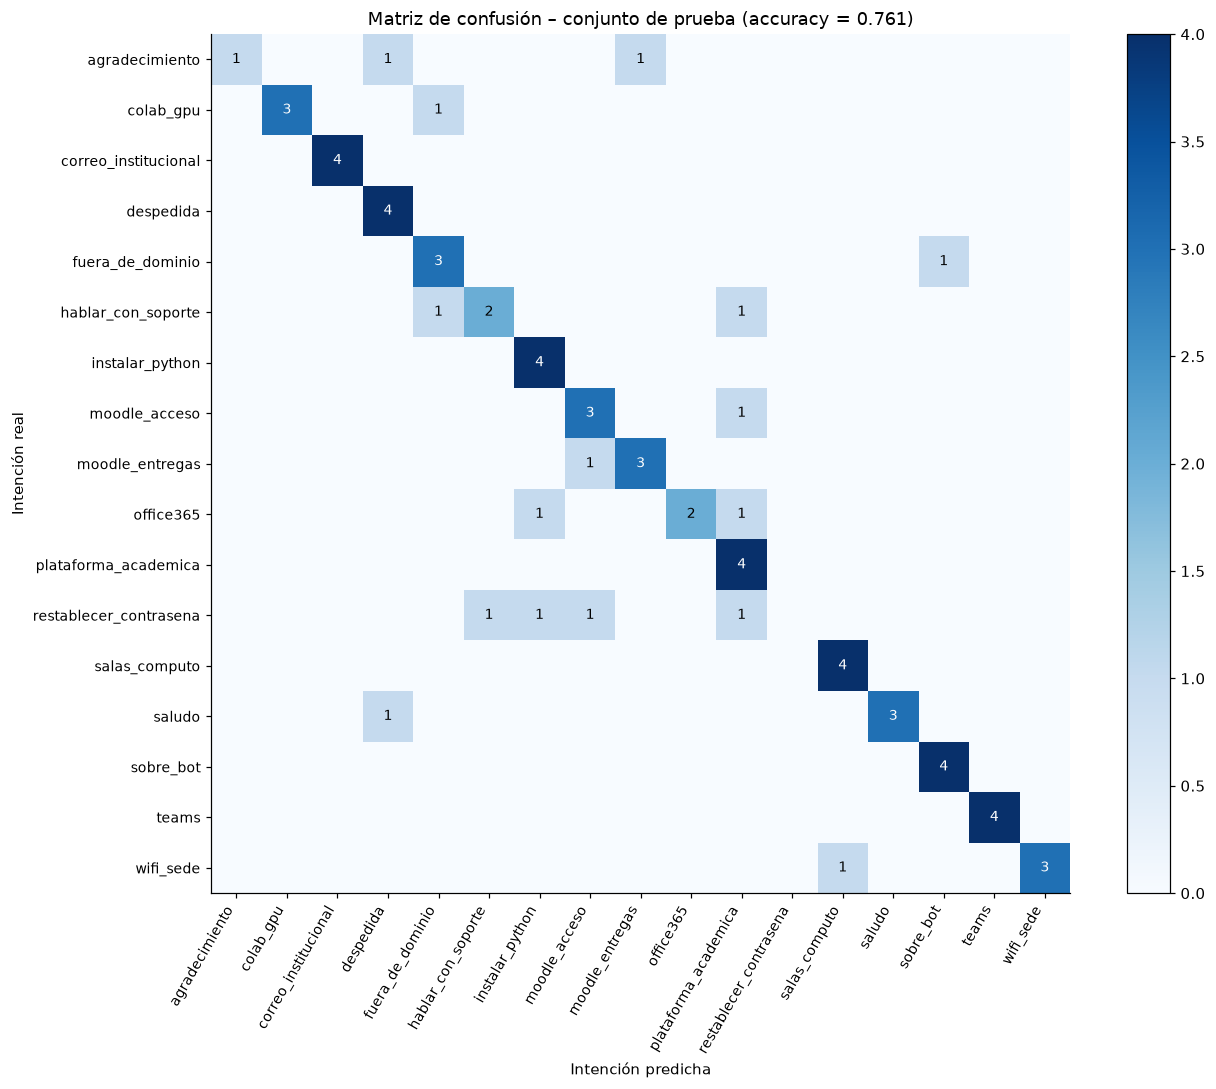 Matriz de confusión – conjunto de prueba (accuracy = 0.761)
agradecimiento 1 1 1
colab_gpu 3 1
correo_institucional 4
despedida 4
fuera_de_dominio 3 1
hablar_con_soporte 1 2 1
instalar_python 4
moodle_acceso 3 1
moodle_entregas 1 3
office365 1 2 1
plataforma_academica 4
restablecer_contrasena 1 1 1 1
salas_computo 4
saludo 1 3
sobre_bot 4
teams 4
wifi_sede 1 3
Intención real
agradecimiento
colab_gpu
correo_institucional
despedida
fuera_de_dominio
hablar_con_soporte
instalar_python
moodle_acceso
moodle_entregas
office365
plataforma_academica
restablecer_contrasena
salas_computo
saludo
sobre_bot
teams
wifi_sede
Intención predicha
4.0
3.5
3.0
2.5
2.0
1.5
1.0
0.5
0.0